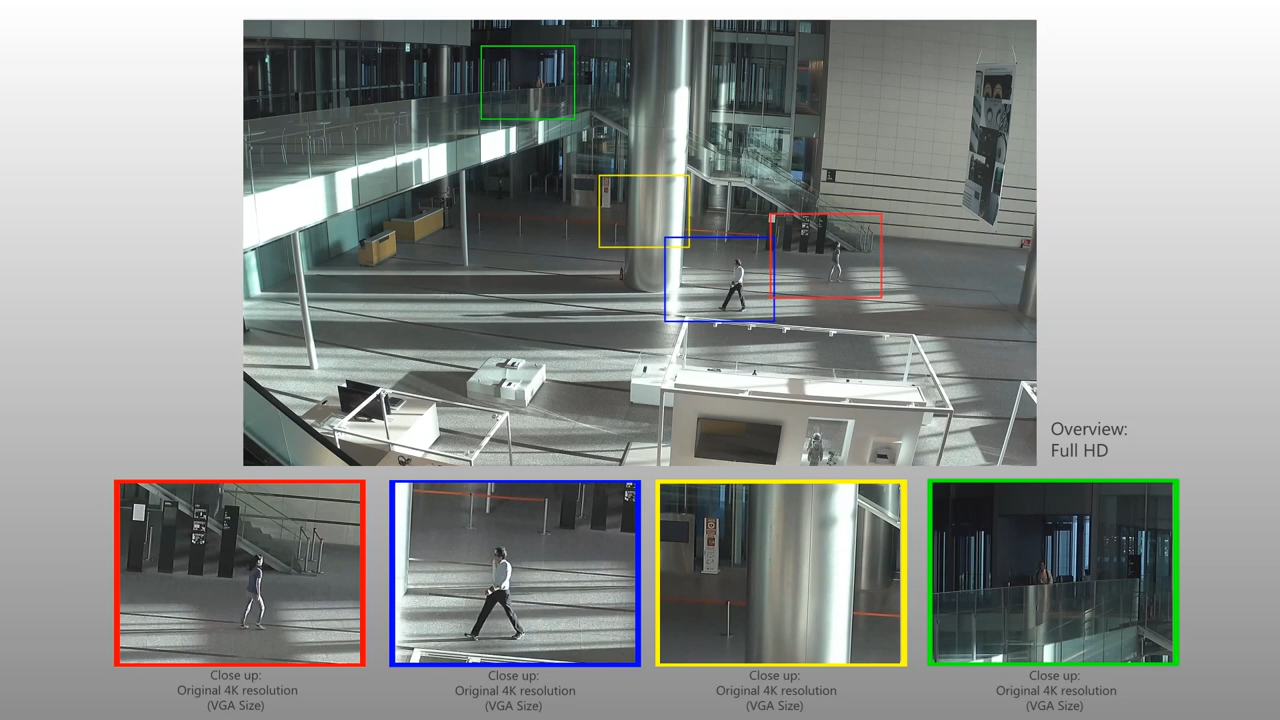 Overview:
Full HD
Close up:
Original 4K resolution
(VGA Size)
Close up:
Original 4K resolution
(VGA Size)
Close up:
Original 4K resolution
(VGA Size)
Close up:
Original 4K resolution
(VGA Size)